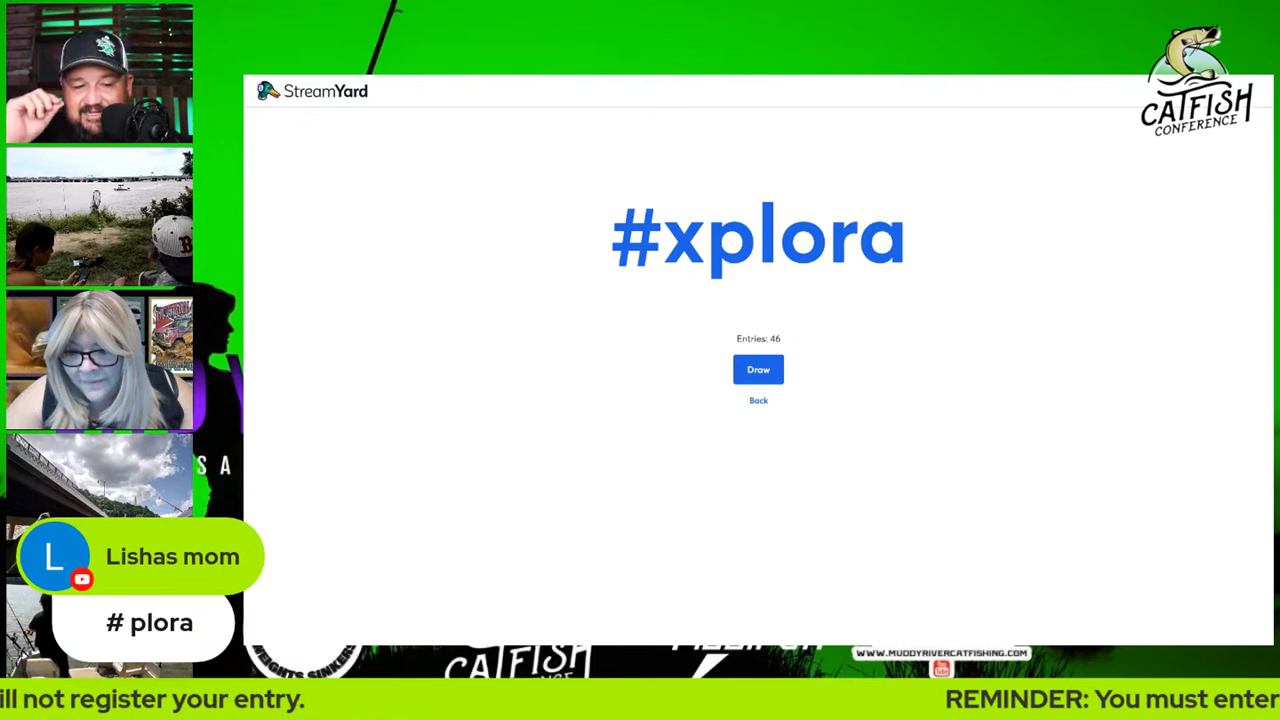 StreamYard
CATFISH
CONFERENCE
#xplora
Entries: 46
Draw
Back
S A
Lishas mom
L
# plora
CATFISH
WWW.MUDDYRIVERCATFISHING.COM
ill not register your entry.
REMINDER: You must enter